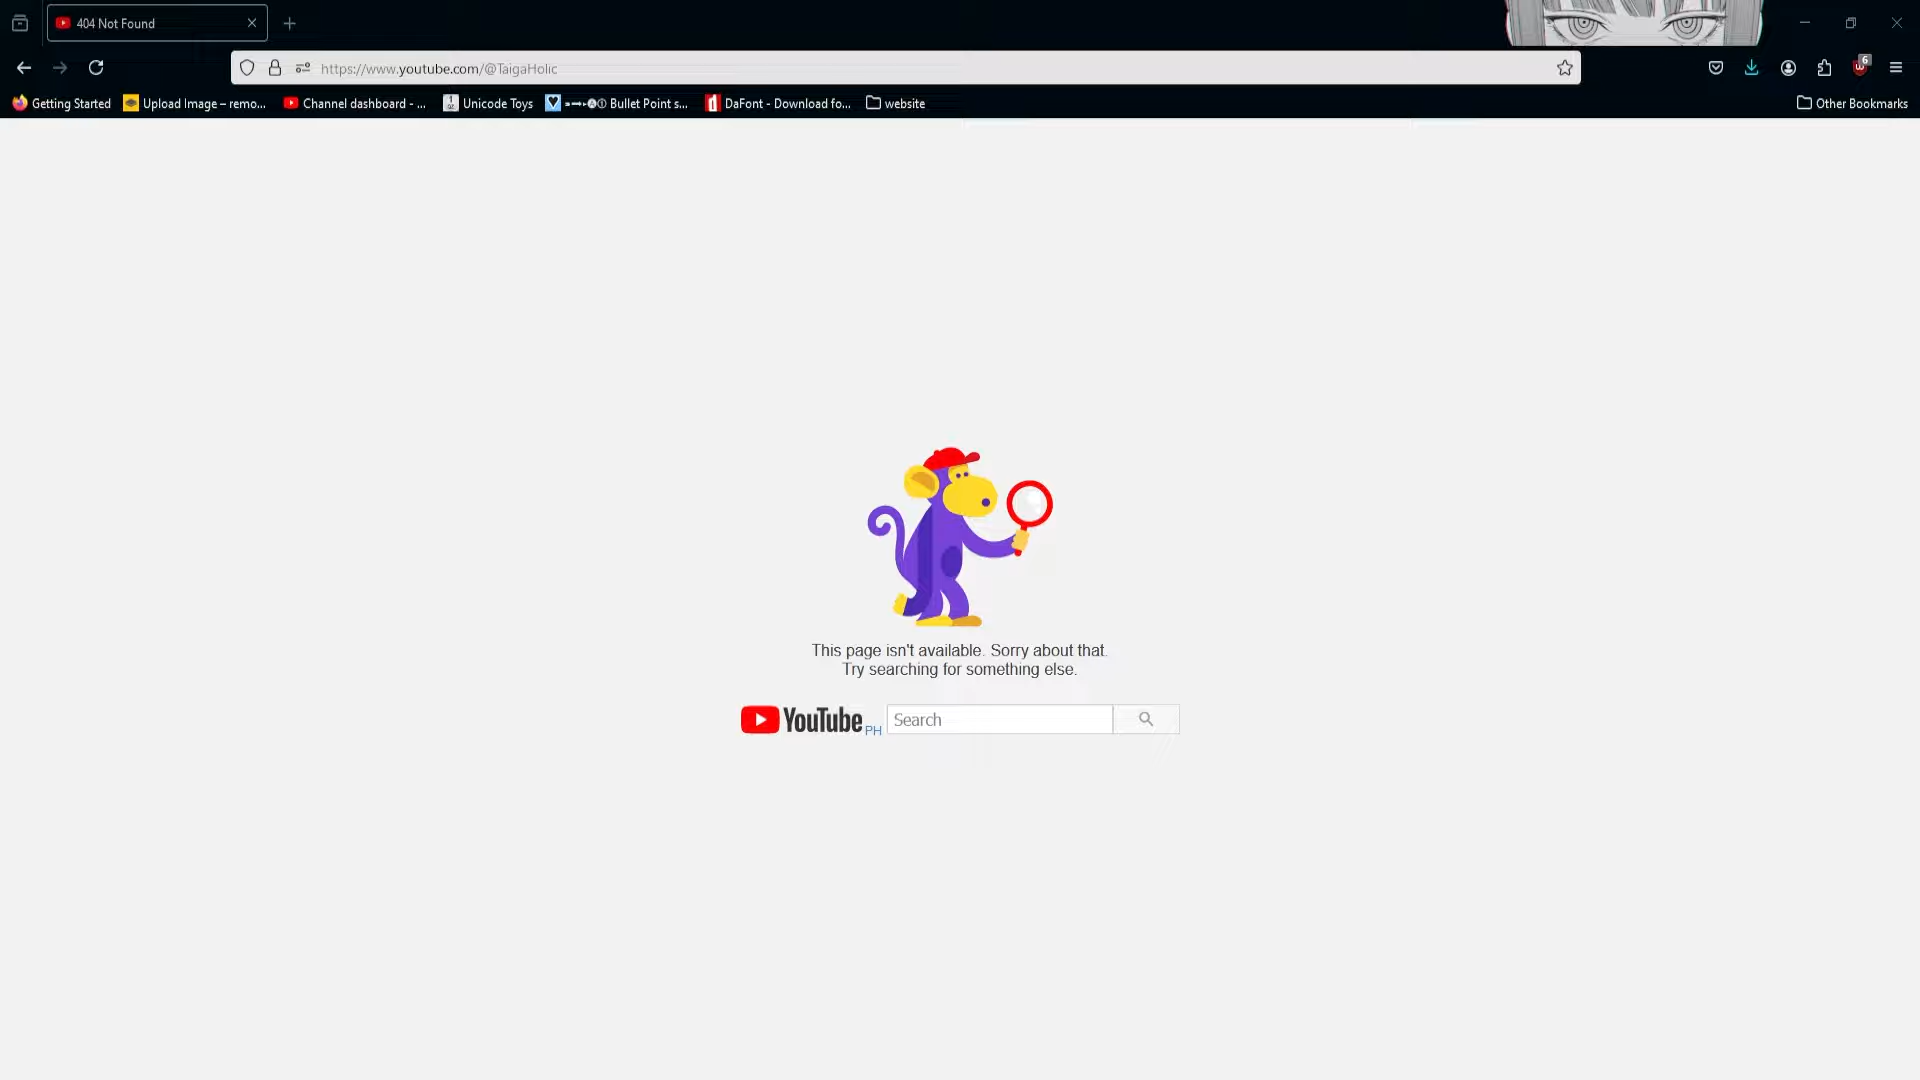 404 Not Found
https://www.youtube.com/@TaigaHolic
6
Getting Started
Upload Image – remo...
Channel dashboard - ...
Unicode Toys
Bullet Point s...
DaFont - Download fo...
website
Other Bookmarks
This page isn't available. Sorry about that.
Try searching for something else.
YouTube PH
Search